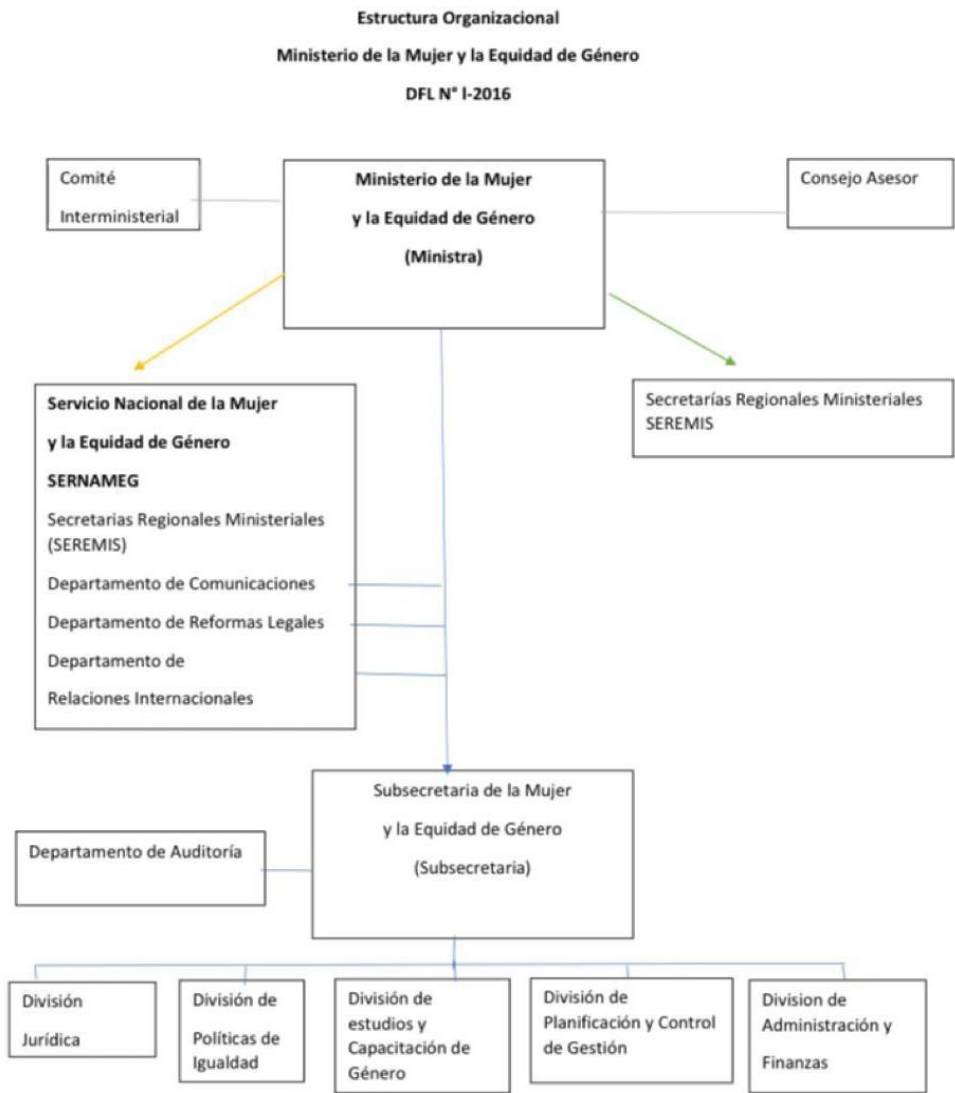 Estructura Organizacional
Ministerio de la Mujer y la Equidad de Género
DFL N° I-2016
Comité
Interministerial
Ministerio de la Mujer
y la Equidad de Género
(Ministra)
Consejo Asesor
Servicio Nacional de la Mujer
y la Equidad de Género
SERNAMEG
Secretarias Regionales Ministeriales
(SEREMIS)
Departamento de Comunicaciones
Departamento de Reformas Legales
Departamento de
Relaciones Internacionales
Secretarías Regionales Ministeriales
SEREMIS
Subsecretaria de la Mujer
y la Equidad de Género
(Subsecretaria)
Departamento de Auditoría
División
Jurídica
División de
Políticas de
Igualdad
División de
estudios y
Capacitación de
Género
División de
Planificación y Control
de Gestión
Division de
Administración y
Finanzas